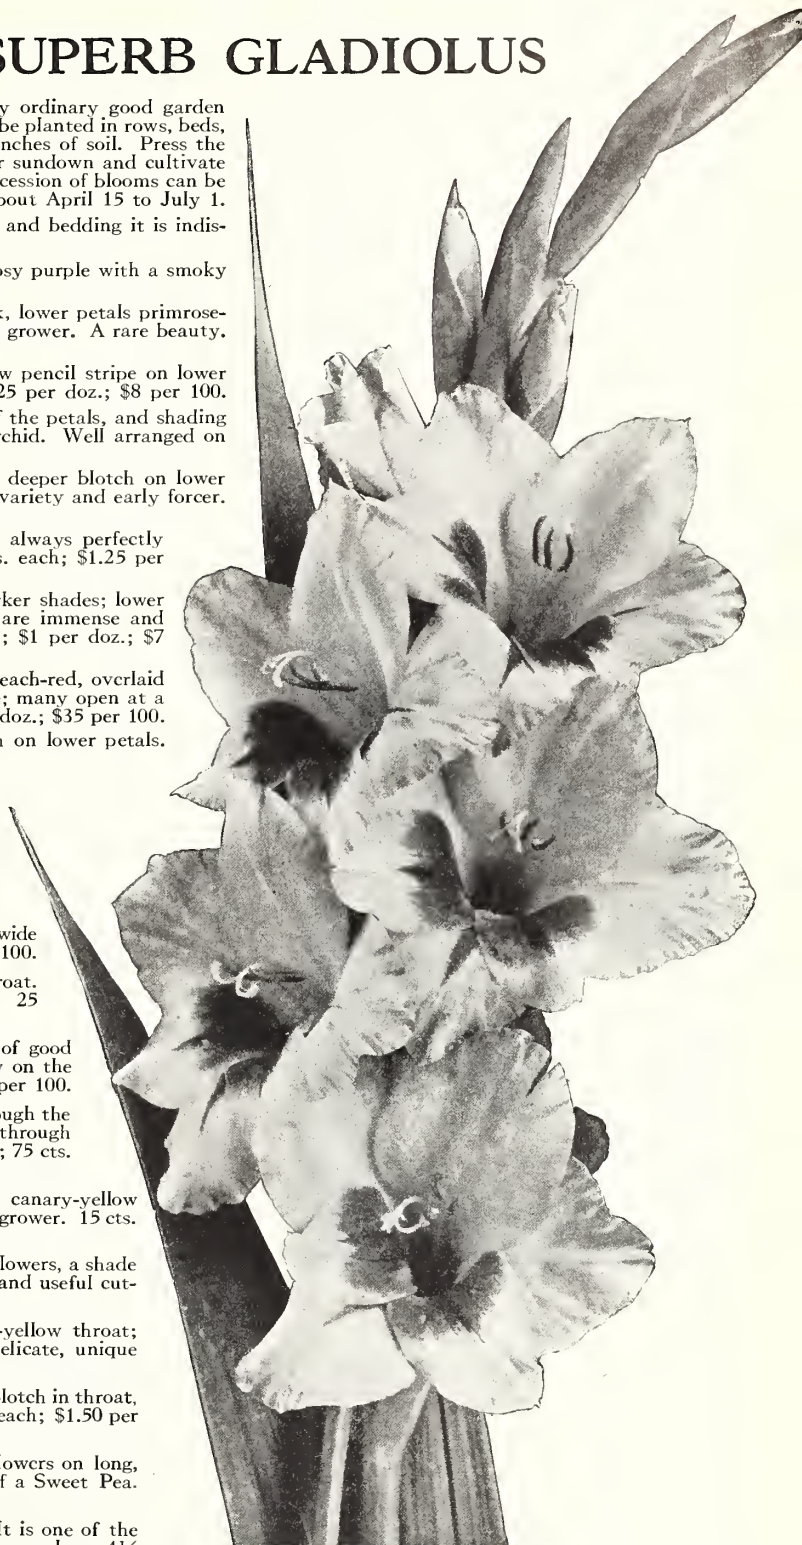 SUPERB GLADIOLUS
y ordinary good garden
be planted in rows, beds,
nches of soil. Press the
r sundown and cultivate
cession of blooms can be
bout April 15 to July 1.
and bedding it is indis-
osy purple with a smoky
, lower petals primrose-
grower. A rare beauty.
w pencil stripe on lower
25 per doz.; $8 per 100.
f the petals, and shading
rchid. Well arranged on
deeper blotch on lower
variety and early forcer.
always perfectly
s. each; $1.25 per
rker shades; lower
are immense and
; $1 per doz.; $7
each-red, overlaid
; many open at a
doz.; $35 per 100.
n on lower petals.
wide
100.
roat.
25
of good
y on the
per 100.
ough the
through
; 75 cts.
canary-yellow
grower. 15 cts.
lowers, a shade
and useful cut-
-yellow throat;
elicate, unique
lotch in throat,
each; $1.50 per
lowers on long,
f a Sweet Pea.
It is one of the